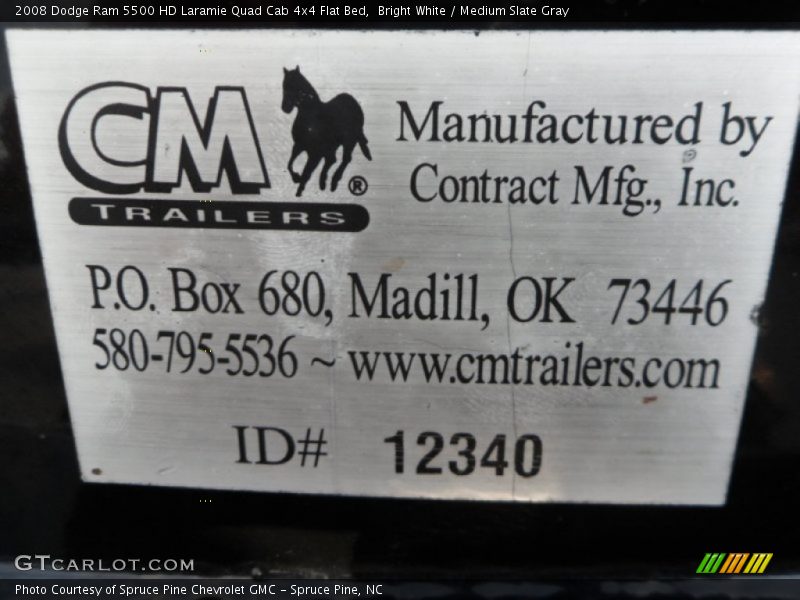 2008 Dodge Ram 5500 HD Laramie Quad Cab 4x4 Flat Bed,  Bright White / Medium Slate Gray
CM ®
TRAILERS
Manufactured by
Contract Mfg., Inc.
P.O. Box 680, Madill, OK 73446
580-795-5536 ~ www.cmtrailers.com
ID# 12340
GTCARLOT.COM
Photo Courtesy of Spruce Pine Chevrolet GMC – Spruce Pine, NC